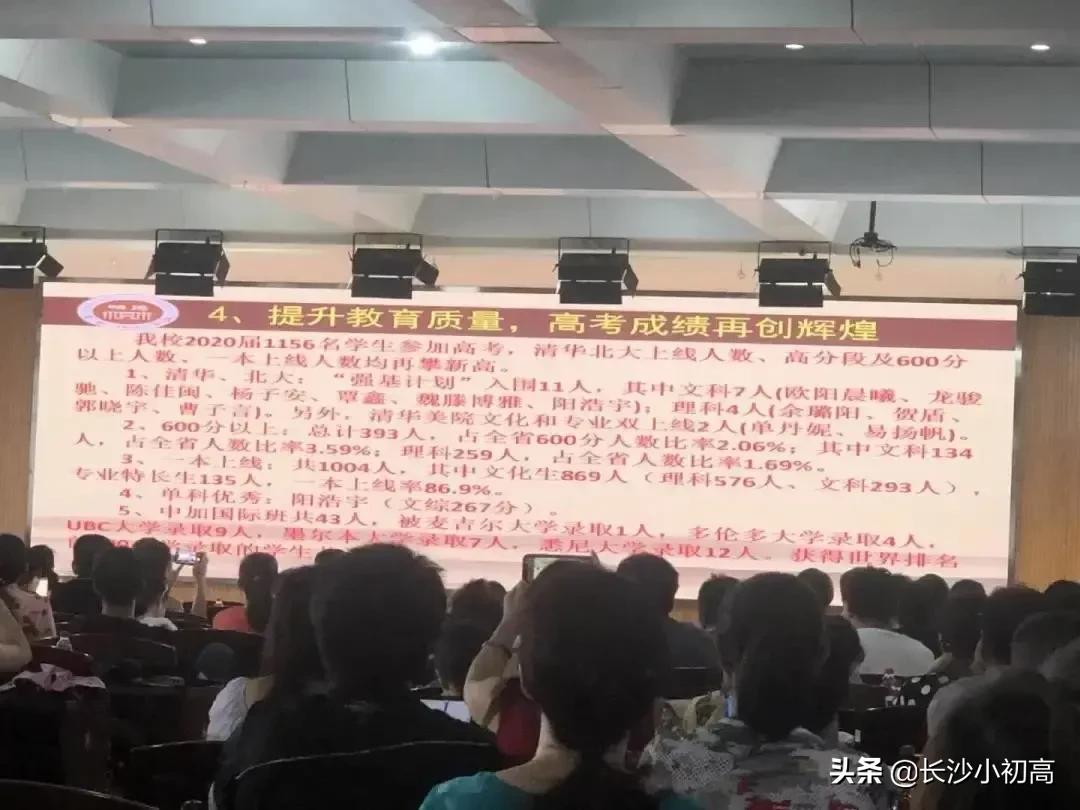 4、提升教育质量，高考成绩再创辉煌
我校2020届1156名学生参加高考，清华北大上线人数、高分段及600分
以上人数、一本上线人数均再攀新高。
1、清华、北大：“强基计划”入围11人，其中文科7人(欧阳晨曦、龙骏
驰、陈佳闽、杨子安、覃鑫、魏滕博雅、阳浩宇)；理科4人(余璐阳、贺盾、
郭晓宇、曹子言)。另外，清华美院文化和专业双上线2人(单丹妮、易扬帆)。
2、600分以上：总计393人，占全省600分人数比率2.06%；其中文科134
人，占全省人数比率3.59%；理科259人，占全省人数比率1.69%。
3、一本上线：共1004人，其中文化生869人（理科576人、文科293人），
专业特长生135人，一本上线率86.9%。
4、单科优秀：阳浩宇（文综267分）。
5、中加国际班共43人，被麦吉尔大学录取1人，多伦多大学录取4人，
UBC大学录取9人，墨尔本大学录取7人，悉尼大学录取12人。获得世界排名
取的学生
头条 @长沙小初高